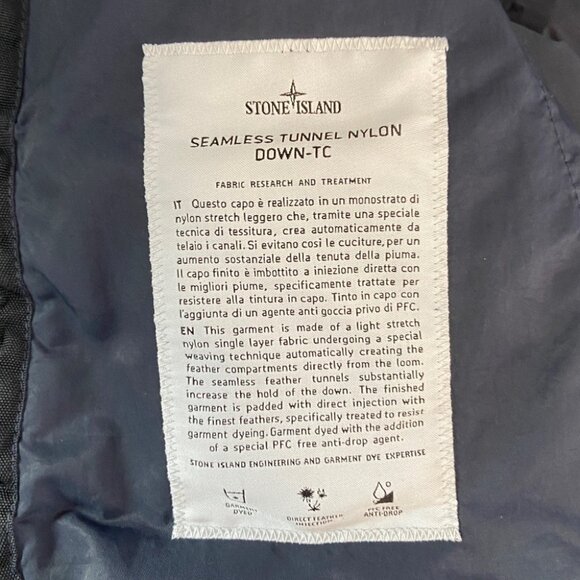 STONE ISLAND
SEAMLESS TUNNEL NYLON
DOWN-TC
FABRIC RESEARCH AND TREATMENT
IT Questo capo è realizzato in un monostrato di
nylon stretch leggero che, tramite una speciale
tecnica di tessitura, crea automaticamente da
telaio i canali. Si evitano così le cuciture, per un
aumento sostanziale della tenuta della piuma.
Il capo finito è imbottito a iniezione diretta con
le migliori piume, specificamente trattate per
resistere alla tintura in capo. Tinto in capo con
l'aggiunta di un agente anti goccia privo di PFC.
EN This garment is made of a light stretch
nylon single layer fabric undergoing a special
weaving technique automatically creating the
feather compartments directly from the loom.
The seamless feather tunnels substantially
increase the hold of the down. The finished
garment is padded with direct injection with
the finest feathers, specifically treated to resist
garment dyeing. Garment dyed with the addition
of a special PFC free anti-drop agent.
STONE ISLAND ENGINEERING AND GARMENT DYE EXPERTISE
GARMENT
DYED
DIRECT FEATHER
INJECTION
PFC FREE
ANTI-DROP